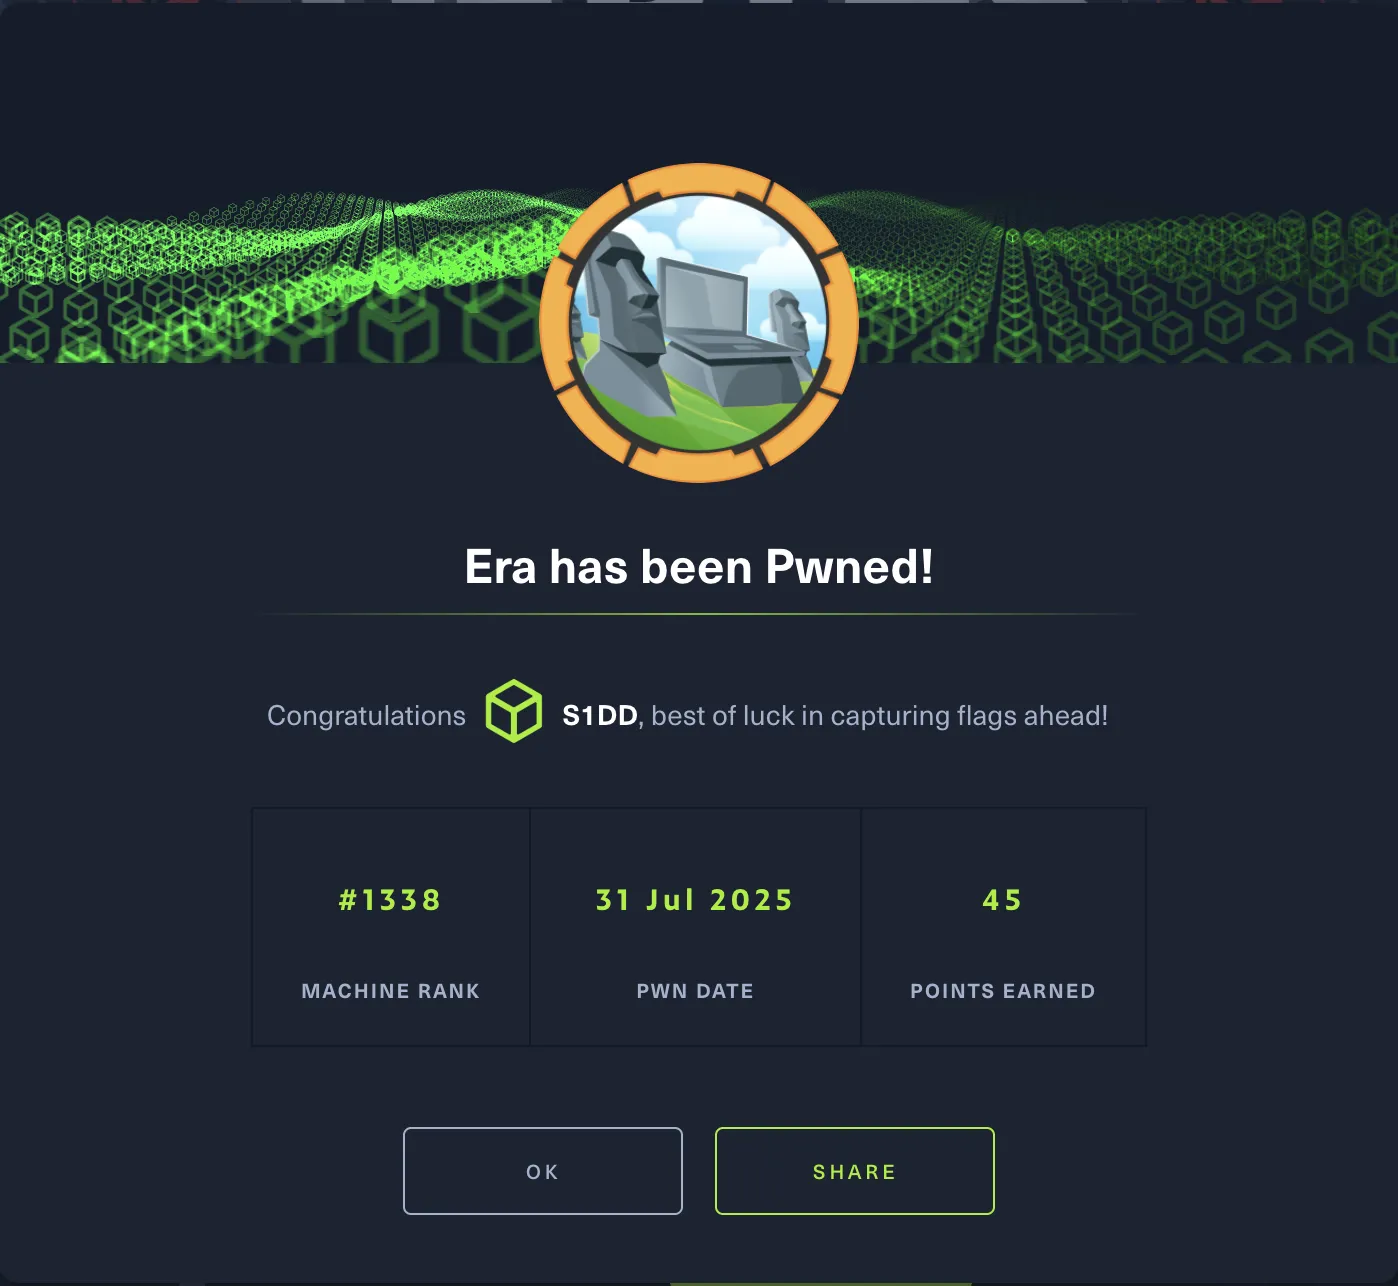 Era has been Pwned!
Congratulations S1DD, best of luck in capturing flags ahead!
#1338
31 Jul 2025
45
MACHINE RANK
PWN DATE
POINTS EARNED
OK
SHARE